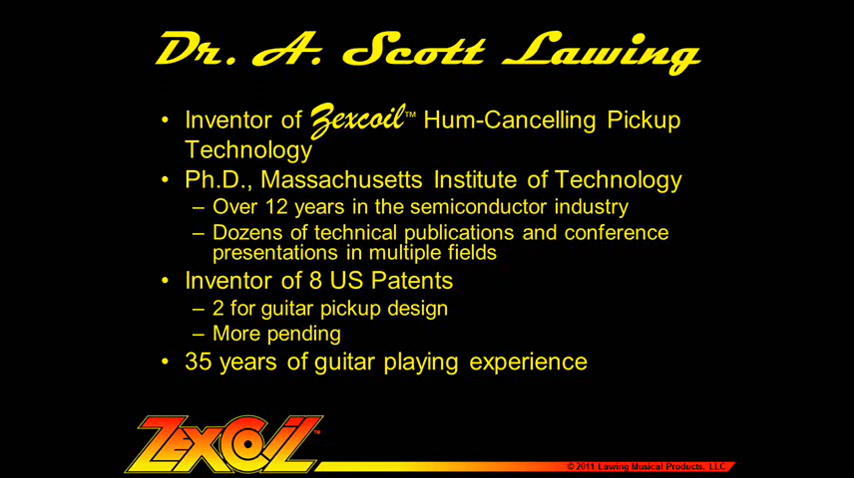 Dr. A. Scott Lawing
• Inventor of Zexcoil™ Hum-Cancelling Pickup
Technology
• Ph.D., Massachusetts Institute of Technology
– Over 12 years in the semiconductor industry
– Dozens of technical publications and conference
presentations in multiple fields
• Inventor of 8 US Patents
– 2 for guitar pickup design
– More pending
• 35 years of guitar playing experience
ZEXCOIL™
© 2011 Lawing Musical Products, LLC